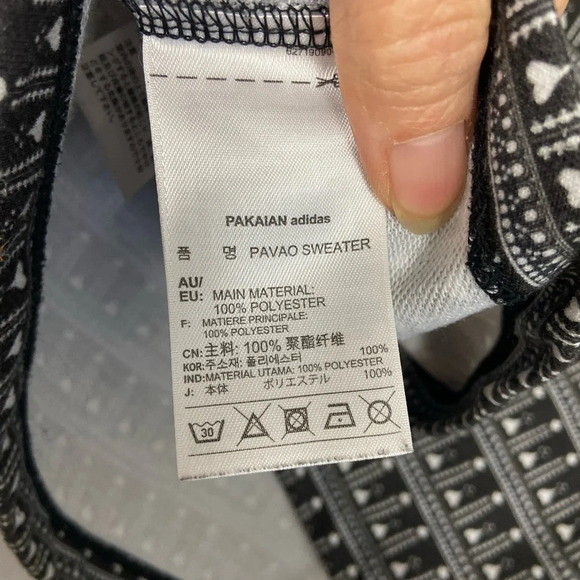 PAKAIAN adidas
품 명 PAVAO SWEATER
AU/
EU: MAIN MATERIAL:
100% POLYESTER
F: MATIERE PRINCIPALE:
100% POLYESTER
CN: 主料: 100% 聚酯纤维
KOR: 주소재: 폴리에스터 100%
IND: MATERIAL UTAMA: 100% POLYESTER
J: 本体 ポリエステル 100%
30